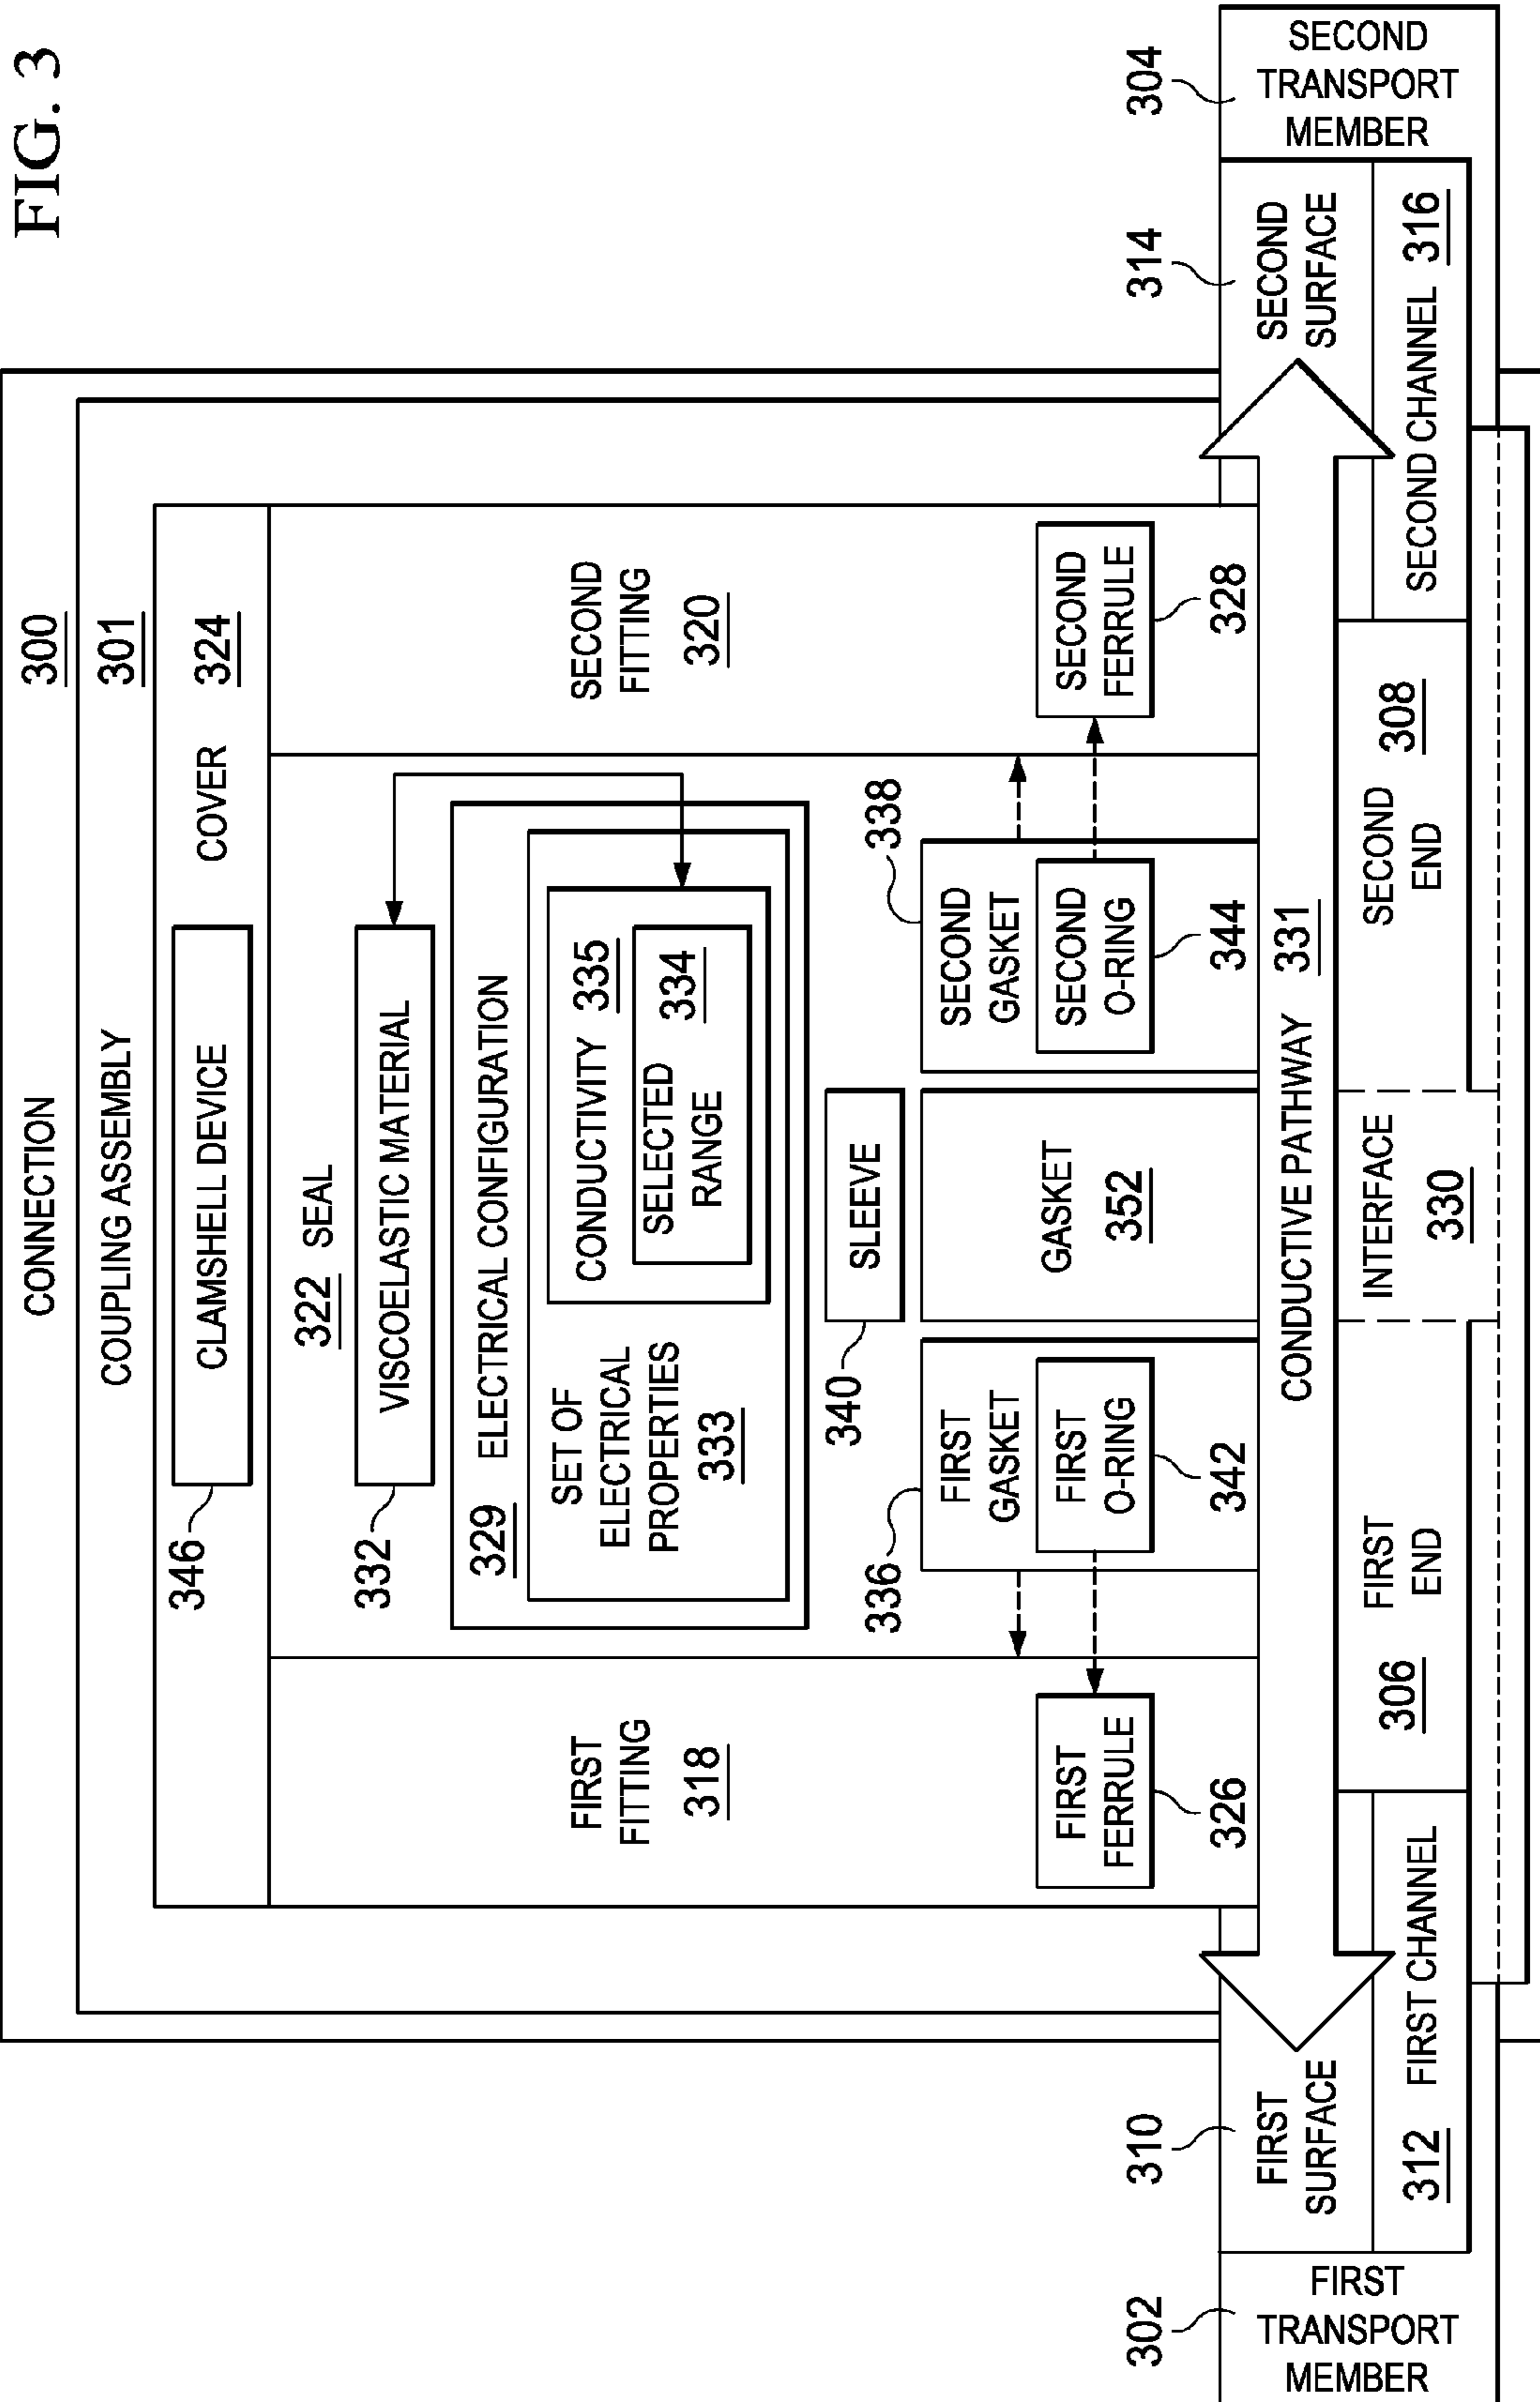 FIG. 3
CONNECTION
300
COUPLING ASSEMBLY
301
COVER
324
CLAMSHELL DEVICE
346
SEAL
322
VISCOELASTIC MATERIAL
332
ELECTRICAL CONFIGURATION
329
SET OF
ELECTRICAL
PROPERTIES
333
CONDUCTIVITY
335
SELECTED
RANGE
334
FIRST
FITTING
318
SECOND
FITTING
320
SLEEVE
340
336
FIRST
GASKET
FIRST
O-RING
342
GASKET
352
338
SECOND
GASKET
SECOND
O-RING
344
FIRST
FERRULE
326
SECOND
FERRULE
328
CONDUCTIVE PATHWAY
331
302
FIRST
TRANSPORT
MEMBER
310
FIRST
SURFACE
312
FIRST CHANNEL
306
FIRST
END
INTERFACE
330
SECOND
END
308
SECOND CHANNEL
316
314
SECOND
SURFACE
304
SECOND
TRANSPORT
MEMBER